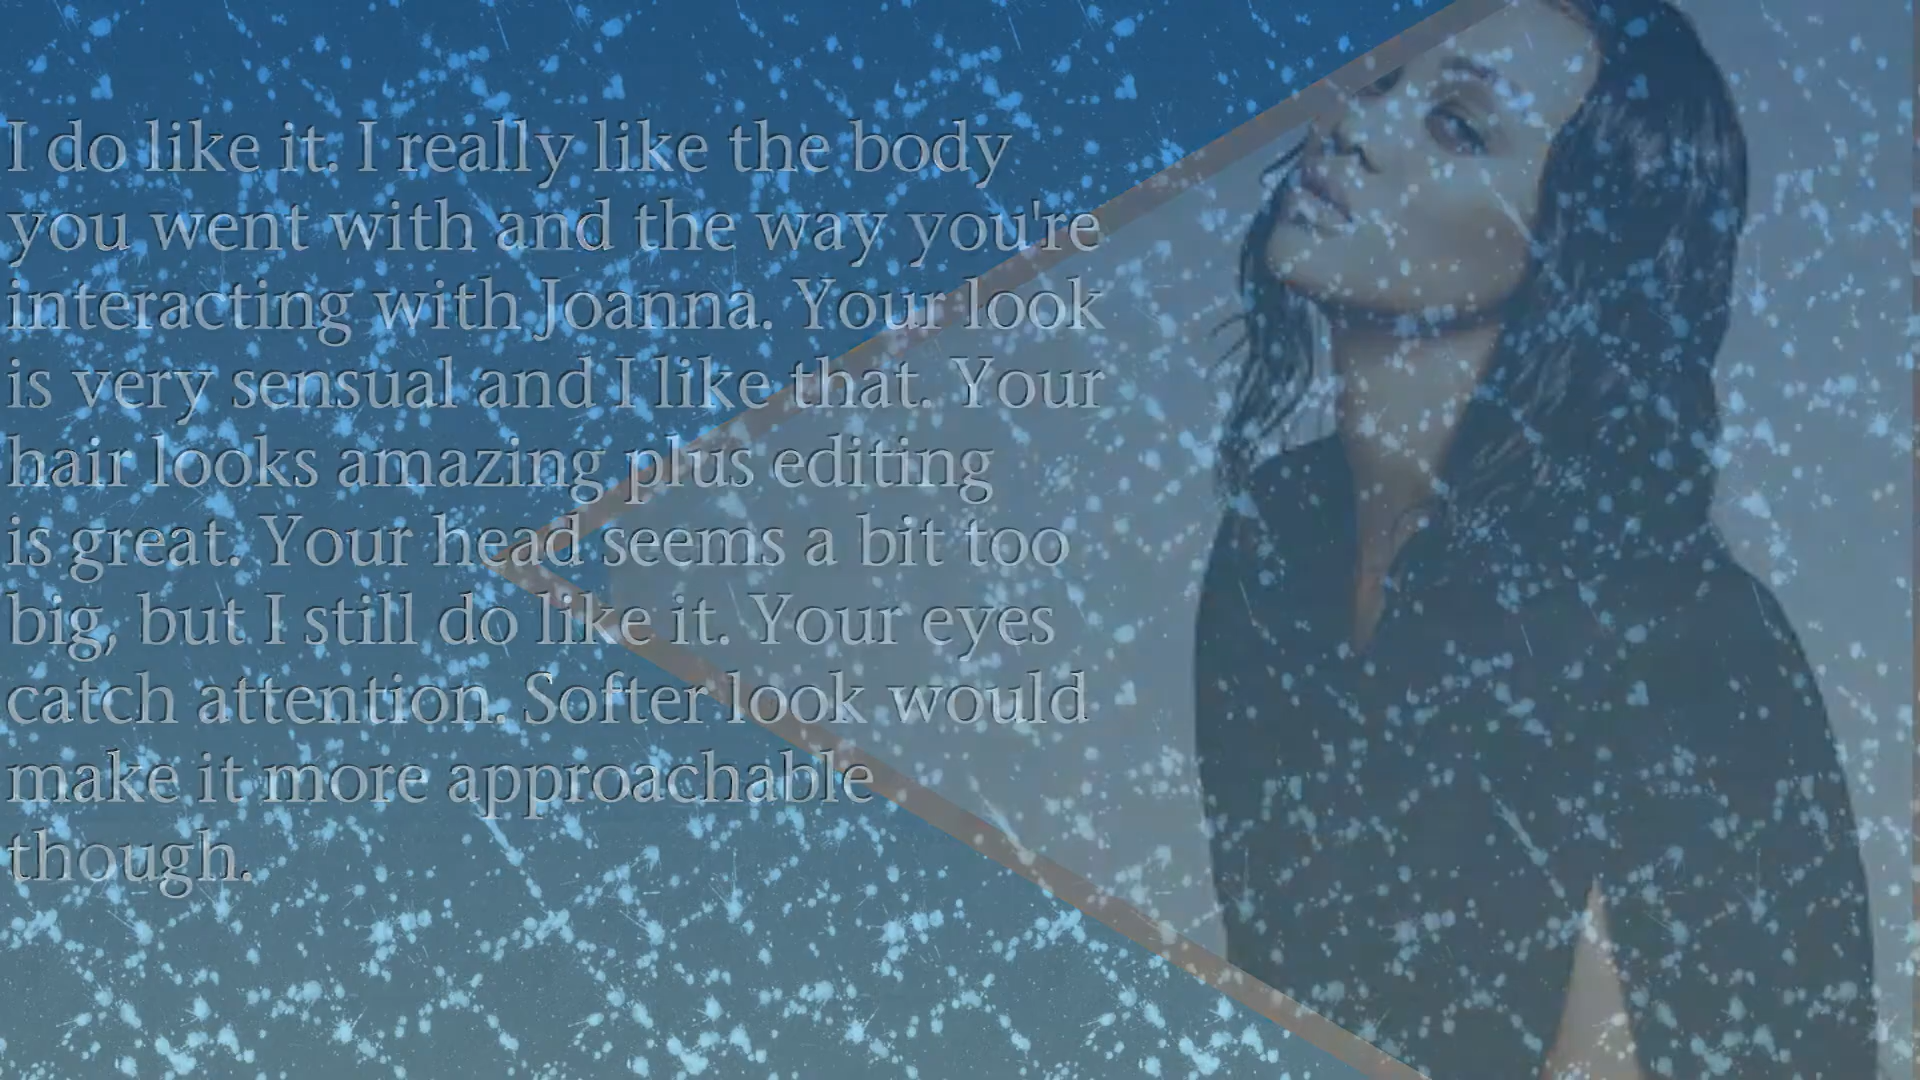 I do like it. I really like the body
you went with and the way you're
interacting with Joanna. Your look
is very sensual and I like that. Your
hair looks amazing plus editing
is great. Your head seems a bit too
big, but I still do like it. Your eyes
catch attention. Softer look would
make it more approachable
though.